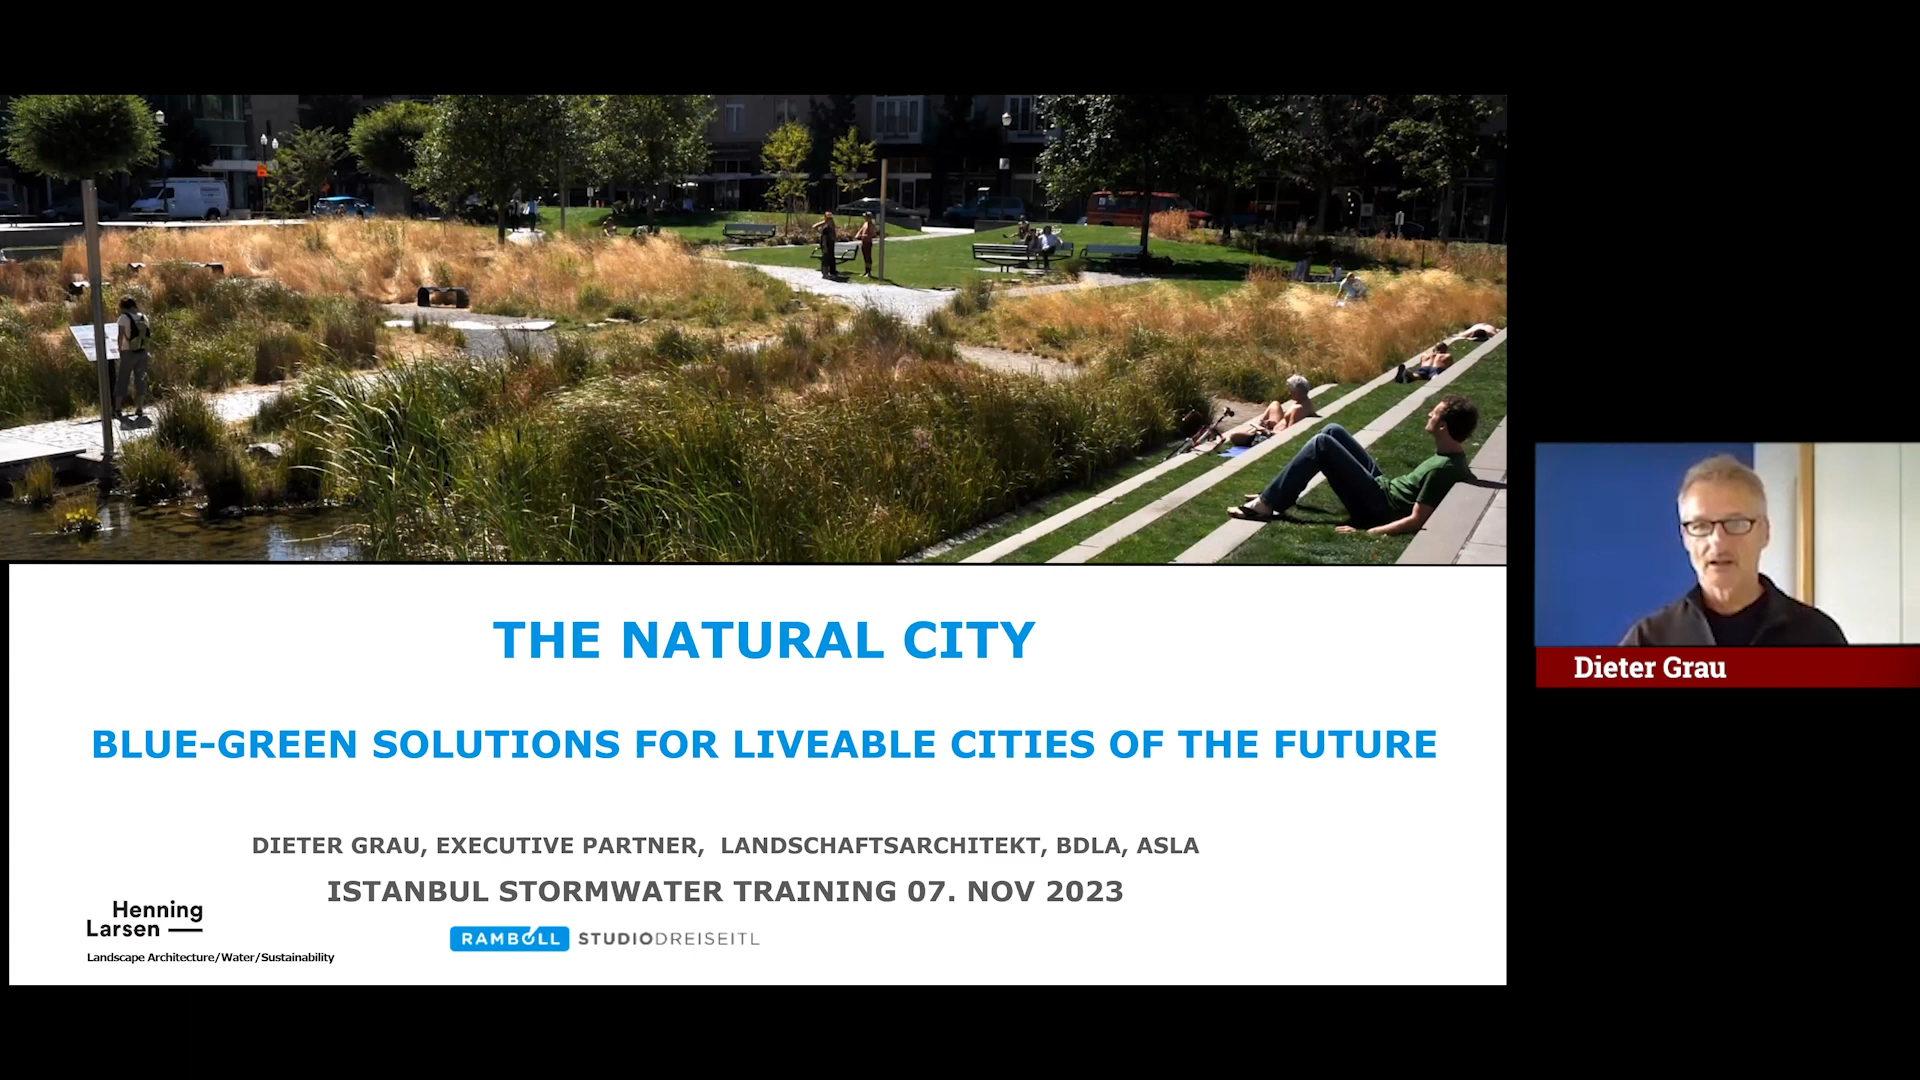 THE NATURAL CITY
BLUE-GREEN SOLUTIONS FOR LIVEABLE CITIES OF THE FUTURE
DIETER GRAU, EXECUTIVE PARTNER, LANDSCHAFTSARCHITEKT, BDLA, ASLA
ISTANBUL STORMWATER TRAINING 07. NOV 2023
Henning
Larsen
Landscape Architecture/Water/Sustainability
RAMBOLL STUDIODREISEITL
Dieter Grau